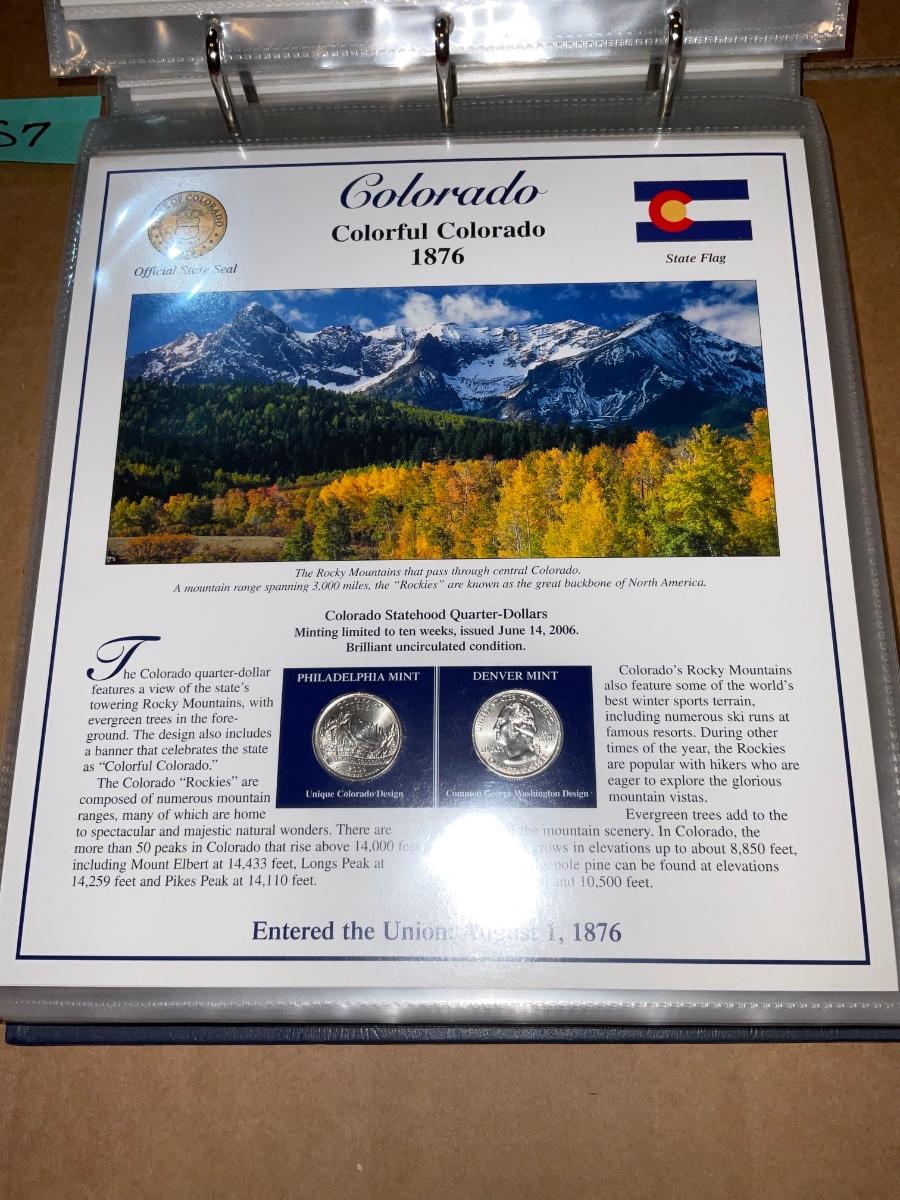 S7
Colorado
Colorful Colorado
1876
OF COLORADO
Official State Seal
State Flag
The Rocky Mountains that pass through central Colorado.
A mountain range spanning 3,000 miles, the “Rockies” are known as the great backbone of North America.
Colorado Statehood Quarter-Dollars
Minting limited to ten weeks, issued June 14, 2006.
Brilliant uncirculated condition.
The Colorado quarter-dollar
features a view of the state’s
towering Rocky Mountains, with
evergreen trees in the fore-
ground. The design also includes
a banner that celebrates the state
as “Colorful Colorado.”
The Colorado “Rockies” are
composed of numerous mountain
ranges, many of which are home
to spectacular and majestic natural wonders. There are
more than 50 peaks in Colorado that rise above 14,000 feet
including Mount Elbert at 14,433 feet, Longs Peak at
14,259 feet and Pikes Peak at 14,110 feet.
PHILADELPHIA MINT
Unique Colorado Design
DENVER MINT
Common George Washington Design
Colorado’s Rocky Mountains
also feature some of the world’s
best winter sports terrain,
including numerous ski runs at
famous resorts. During other
times of the year, the Rockies
are popular with hikers who are
eager to explore the glorious
mountain vistas.
Evergreen trees add to the
of the mountain scenery. In Colorado, the
grows in elevations up to about 8,850 feet,
pine can be found at elevations
and 10,500 feet.
Entered the Union: August 1, 1876